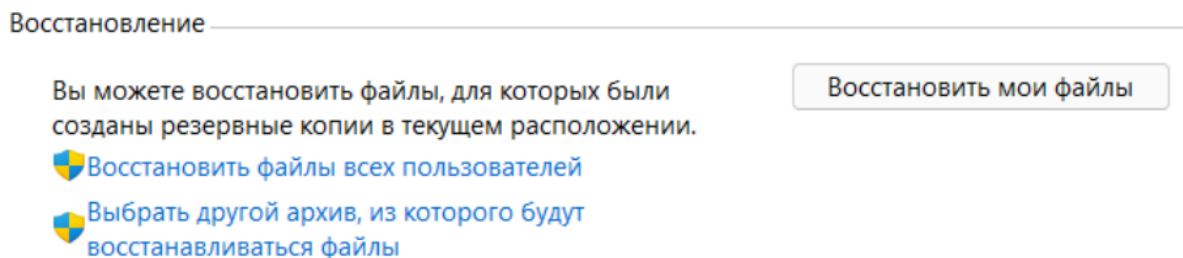 Восстановление
Вы можете восстановить файлы, для которых были
созданы резервные копии в текущем расположении.
Восстановить мои файлы
Восстановить файлы всех пользователей
Выбрать другой архив, из которого будут
восстанавливаться файлы